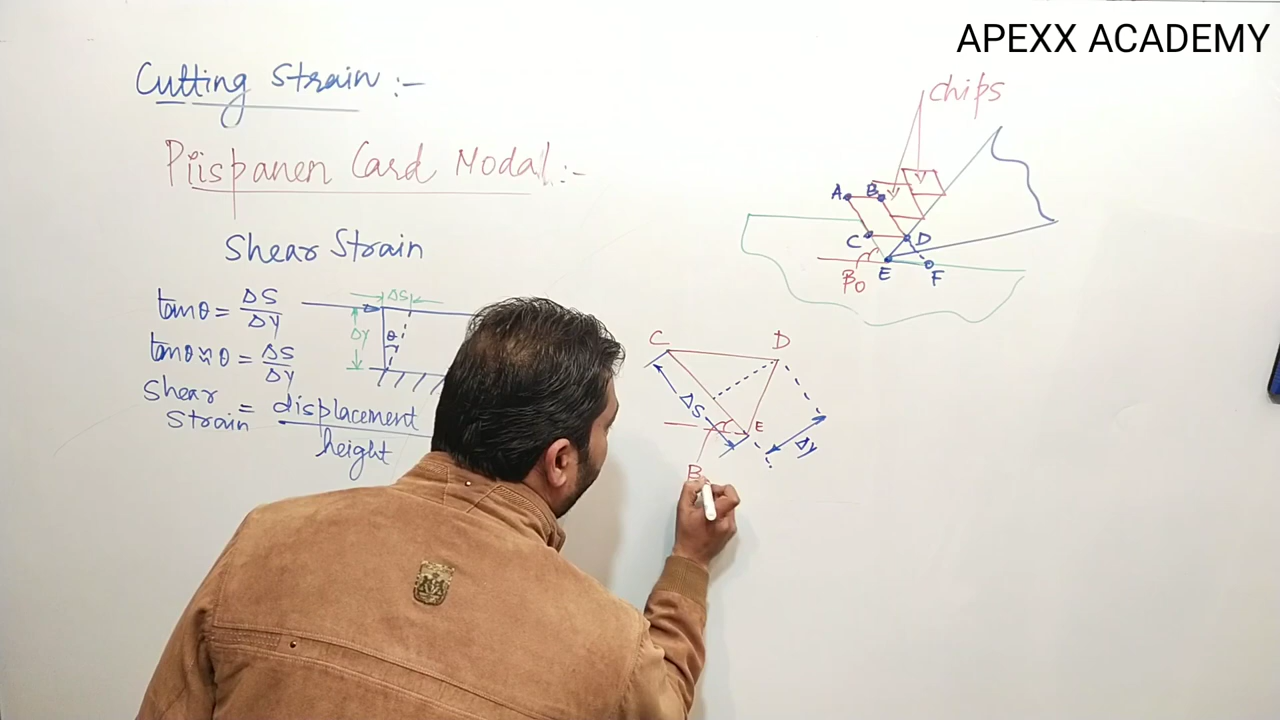 APEXX ACADEMY
Cutting Strain :-
Piispanen Card Modal :-
Shear Strain
tanθ = ΔS/ΔY
tanθ ≈ θ = ΔS/ΔY
Shear Strain = displacement/height
ΔS
ΔY
θ
chips
A B
C D
E F
β0
C D
ΔS
E
Δy
B